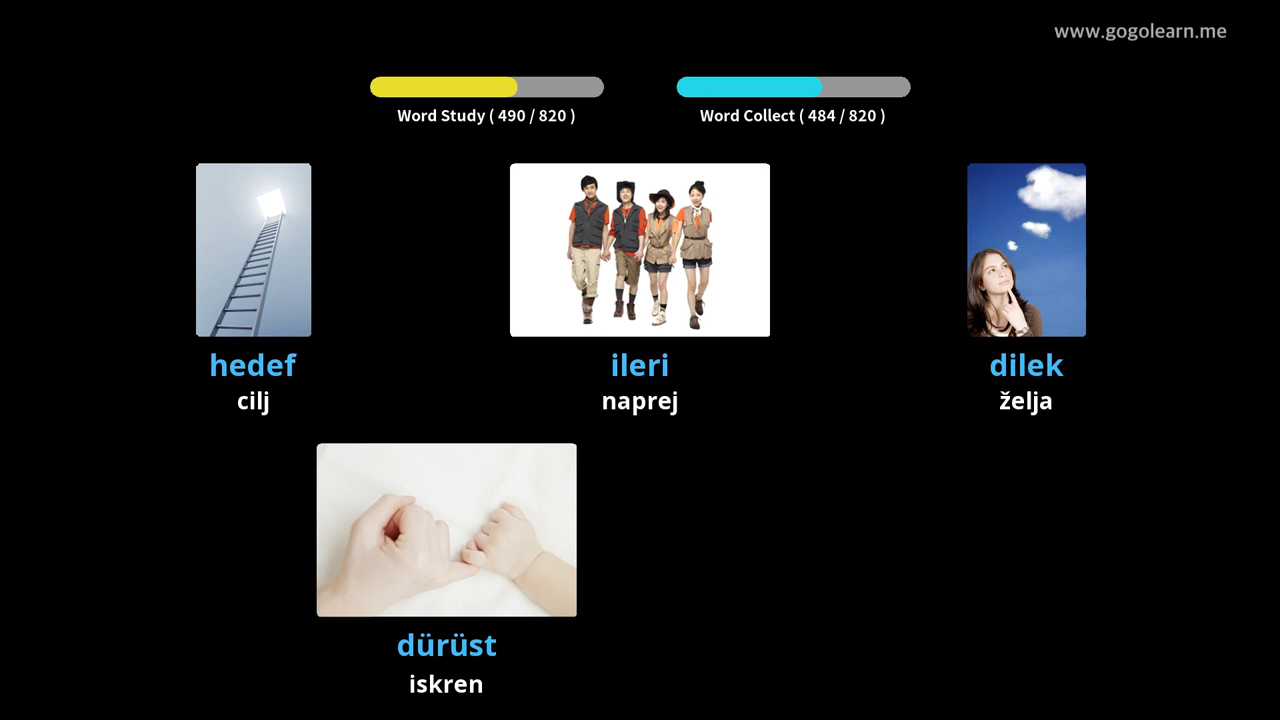 www.gogolearn.me
Word Study ( 490 / 820 )
Word Collect ( 484 / 820 )
hedef
cilj
ileri
naprej
dilek
želja
dürüst
iskren